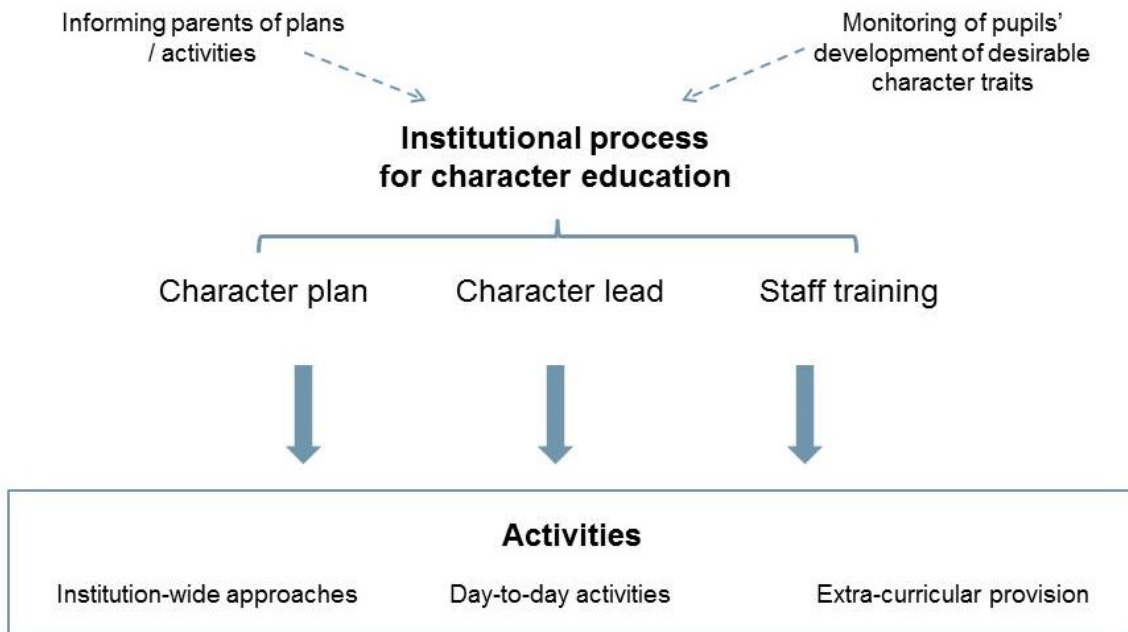 Informing parents of plans
/ activities
Monitoring of pupils'
development of desirable
character traits
Institutional process
for character education
Character plan
Character lead
Staff training
Activities
Institution-wide approaches
Day-to-day activities
Extra-curricular provision